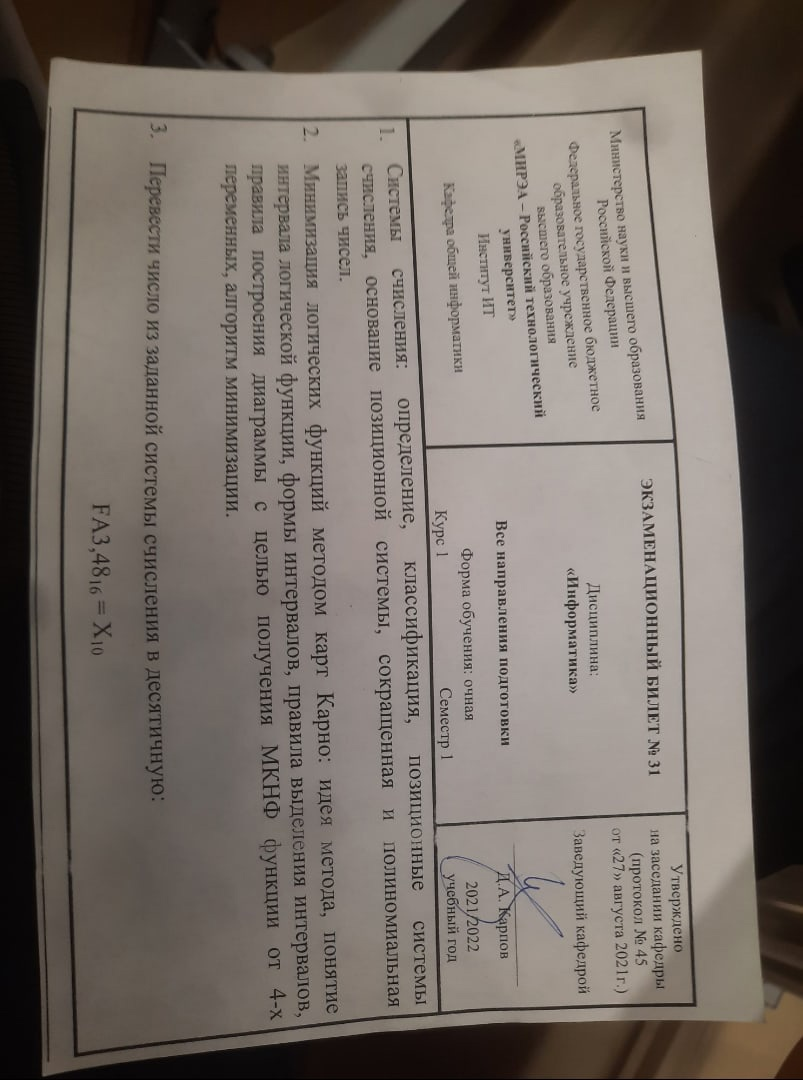 Министерство науки и высшего образования
Российской Федерации
Федеральное государственное бюджетное
образовательное учреждение
высшего образования
«МИРЭА – Российский технологический
университет»
Институт ИТ
Кафедра общей информатики
ЭКЗАМЕНАЦИОННЫЙ БИЛЕТ № 31
Дисциплина:
«Информатика»
Все направления подготовки
Форма обучения: очная
Курс 1 Семестр 1
Утверждено
на заседании кафедры
(протокол № 45
от «27» августа 2021г.)
Заведующий кафедрой
Д.А. Карпов
2021/2022
учебный год
1. Системы счисления: определение, классификация, позиционные системы
счисления, основание позиционной системы, сокращенная и полиномиальная
запись чисел.
2. Минимизация логических функций методом карт Карно: идея метода, понятие
интервала логической функции, формы интервалов, правила выделения интервалов,
правила построения диаграммы с целью получения МКНФ функции от 4-х
переменных, алгоритм минимизации.
3. Перевести число из заданной системы счисления в десятичную:
FA3,48₁₆ = X₁₀